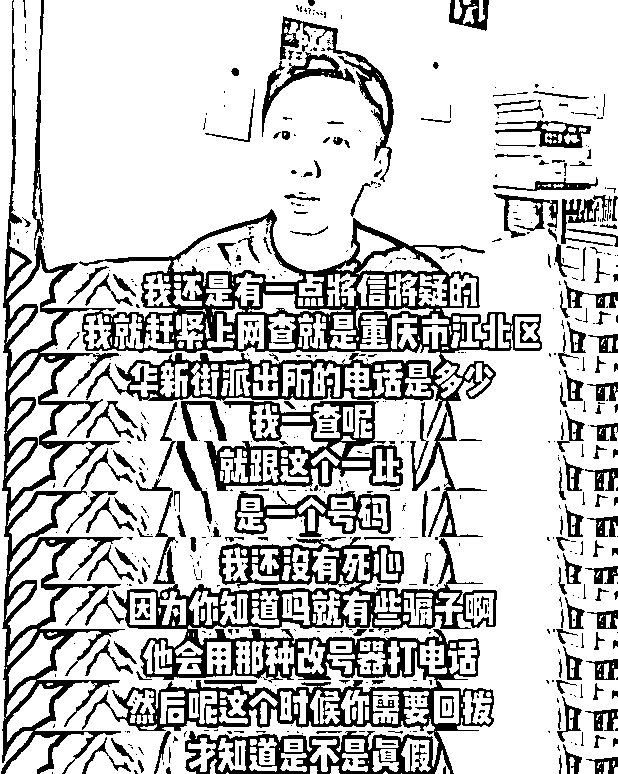 我还是有一点将信将疑的
我就赶紧上网查就是重庆市江北区
华新街派出所的电话是多少
我一查呢
就跟这个一比
是一个号码
我还没有死心
因为你知道吗就有些骗子啊
他会用那种改号器打电话
然后呢这个时候你需要回拨
才知道是不是真假